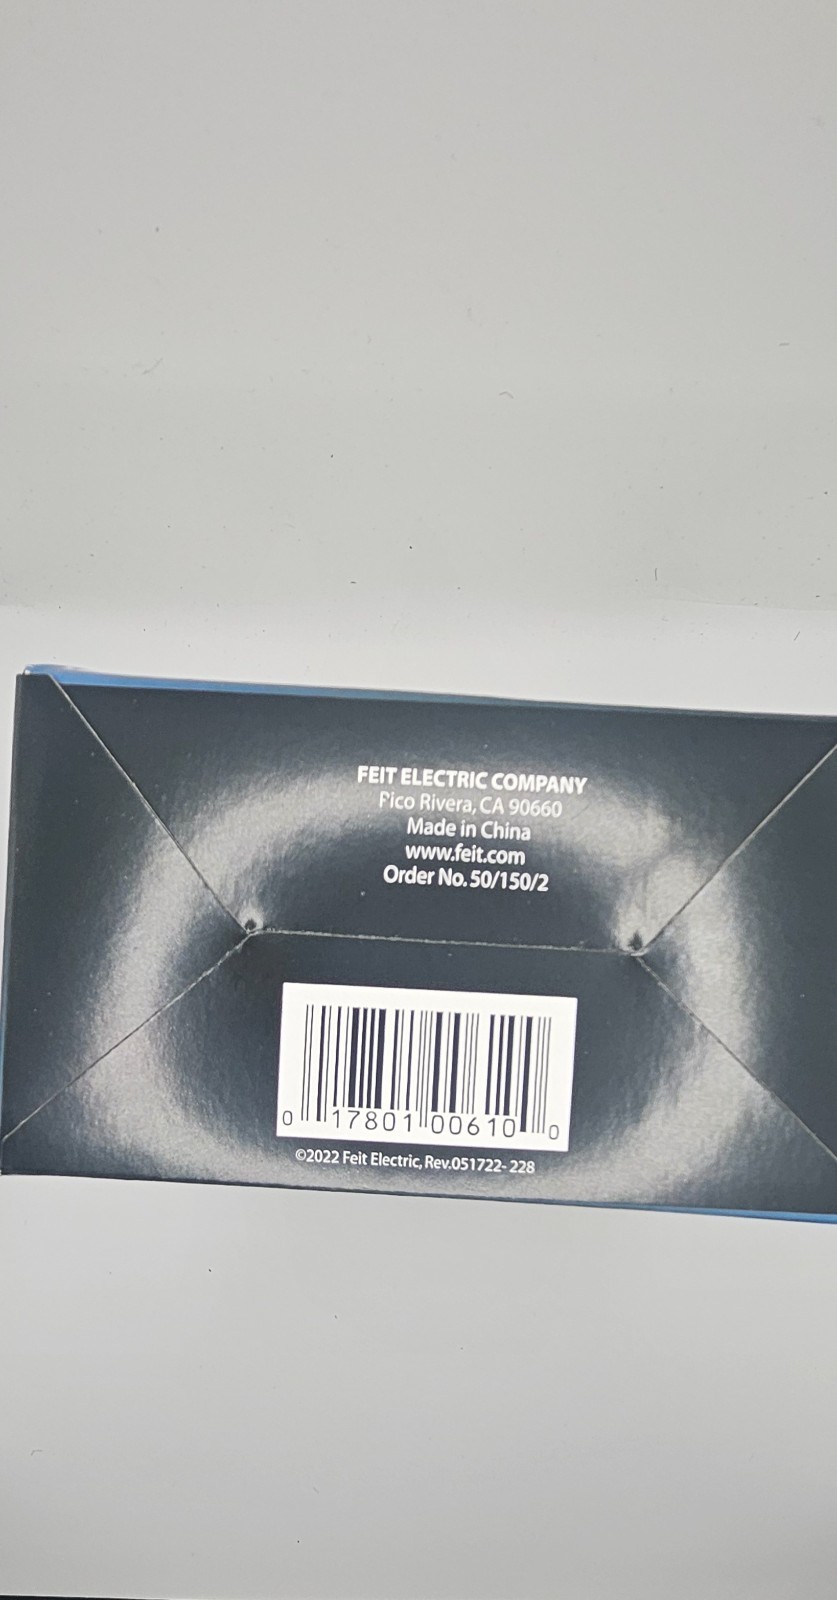 FEIT ELECTRIC COMPANY
Pico Rivera, CA 90660
Made in China
www.feit.com
Order No. 50/150/2
0 17801 00610 0
©2022 Feit Electric, Rev.051722-228